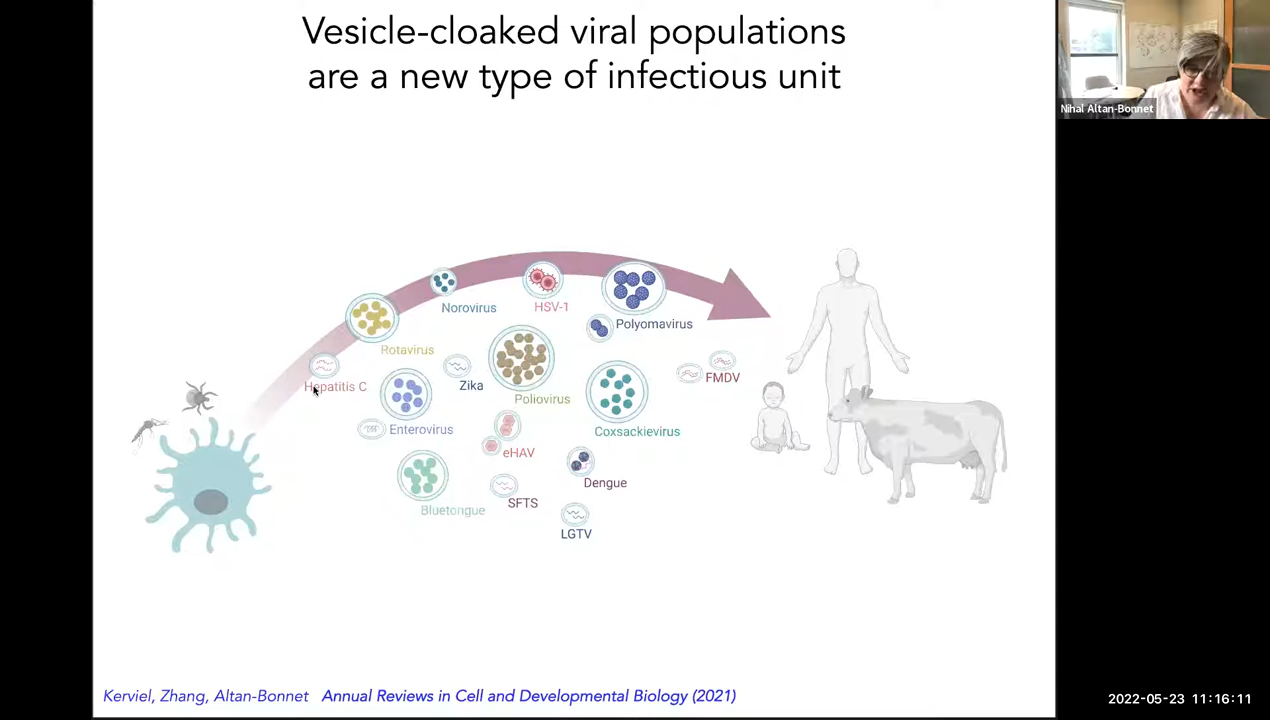 Vesicle-cloaked viral populations
are a new type of infectious unit
Nihal Altan-Bonnet
Norovirus
HSV-1
Polyomavirus
Rotavirus
Hepatitis C
Zika
FMDV
Poliovirus
Enterovirus
Coxsackievirus
eHAV
Dengue
Bluetongue
SFTS
LGTV
Kerviel, Zhang, Altan-Bonnet Annual Reviews in Cell and Developmental Biology (2021)
2022-05-23 11:16:11